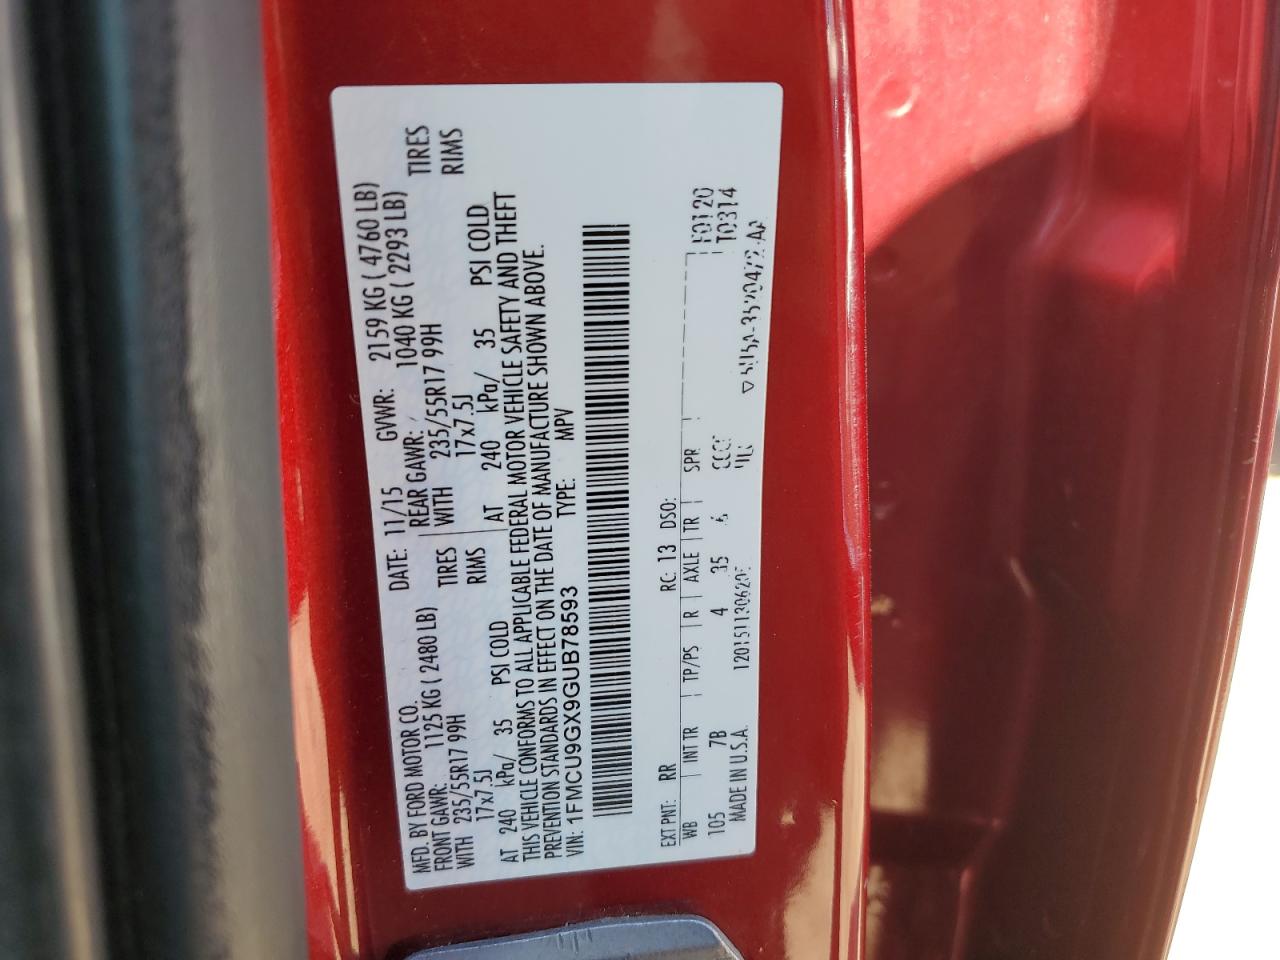 MFD. BY FORD MOTOR CO.
DATE: 11/15 GVWR: 2159 KG ( 4760 LB)
FRONT GAWR: 1125 KG ( 2480 LB) REAR GAWR: 1040 KG ( 2293 LB)
WITH 235/55R17 99H TIRES WITH 235/55R17 99H TIRES
17x7.5J RIMS 17x7.5J RIMS
AT 240 kPa/ 35 PSI COLD AT 240 kPa/ 35 PSI COLD
THIS VEHICLE CONFORMS TO ALL APPLICABLE FEDERAL MOTOR VEHICLE SAFETY AND THEFT
PREVENTION STANDARDS IN EFFECT ON THE DATE OF MANUFACTURE SHOWN ABOVE.
VIN: 1FMCU9GX9GUB78593 TYPE: MPV
EXT PNT: RR RC: 13 DSO:
WB INT TR TP/PS R AXLE TR SPR
105 7B 4 35 6
F0120
T0314
MADE IN U.S.A.